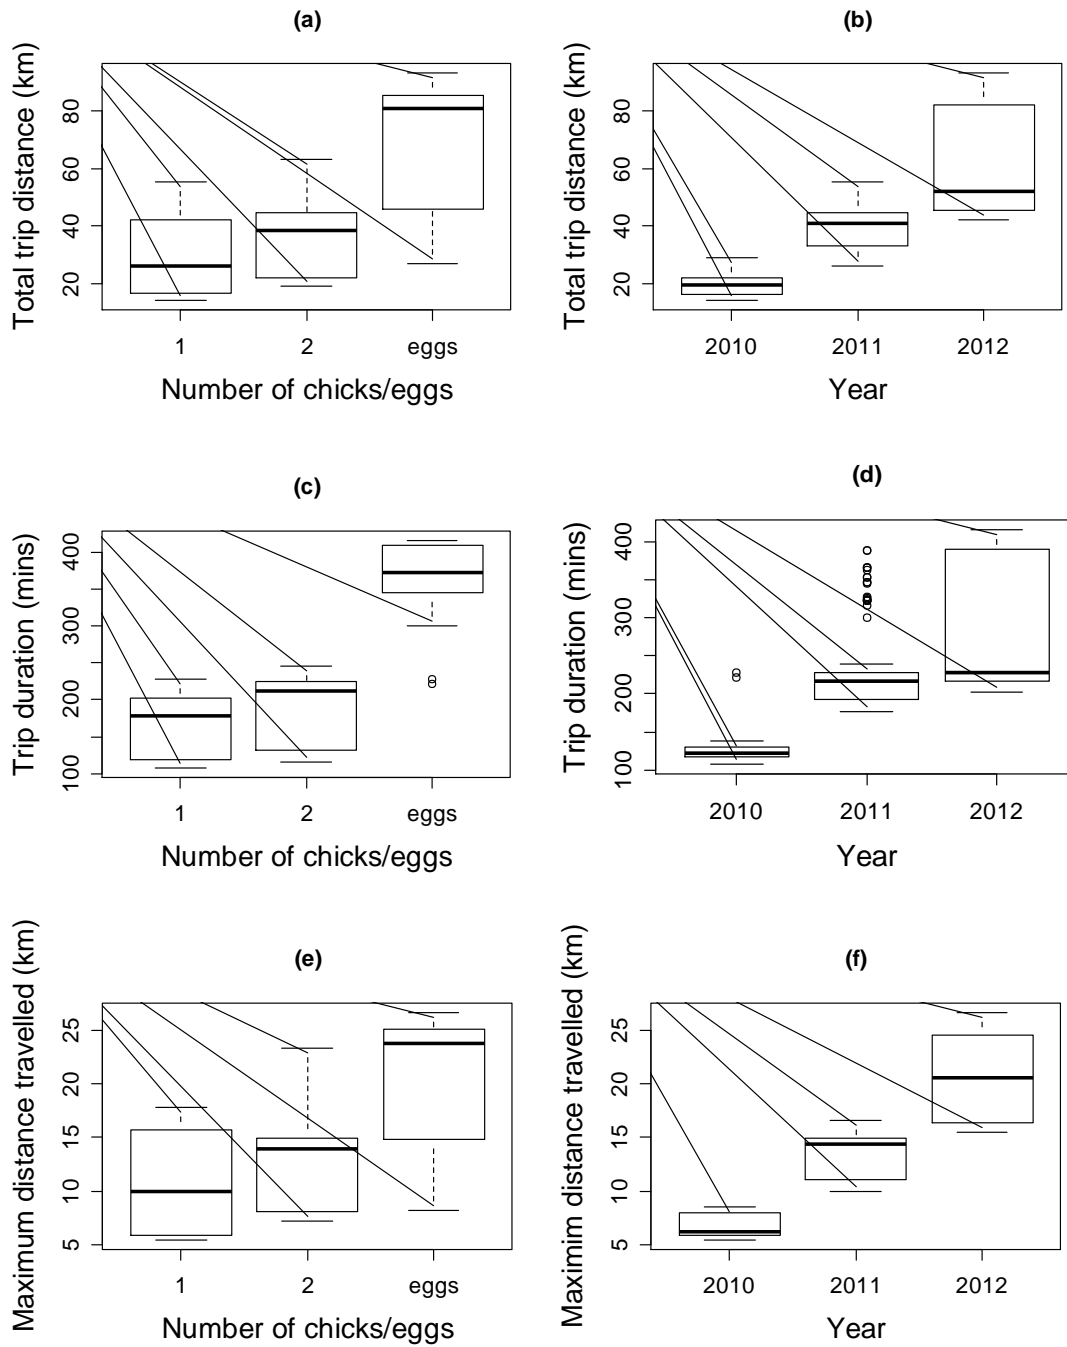 (a)
Total trip distance (km)
80
60
40
20
1 2 eggs
Number of chicks/eggs
(b)
Total trip distance (km)
80
60
40
20
2010 2011 2012
Year
(c)
Trip duration (mins)
400
300
200
100
1 2 eggs
Number of chicks/eggs
(d)
Trip duration (mins)
400
300
200
100
2010 2011 2012
Year
(e)
Maximum distance travelled (km)
25
20
15
10
5
1 2 eggs
Number of chicks/eggs
(f)
Maximim distance travelled (km)
25
20
15
10
5
2010 2011 2012
Year